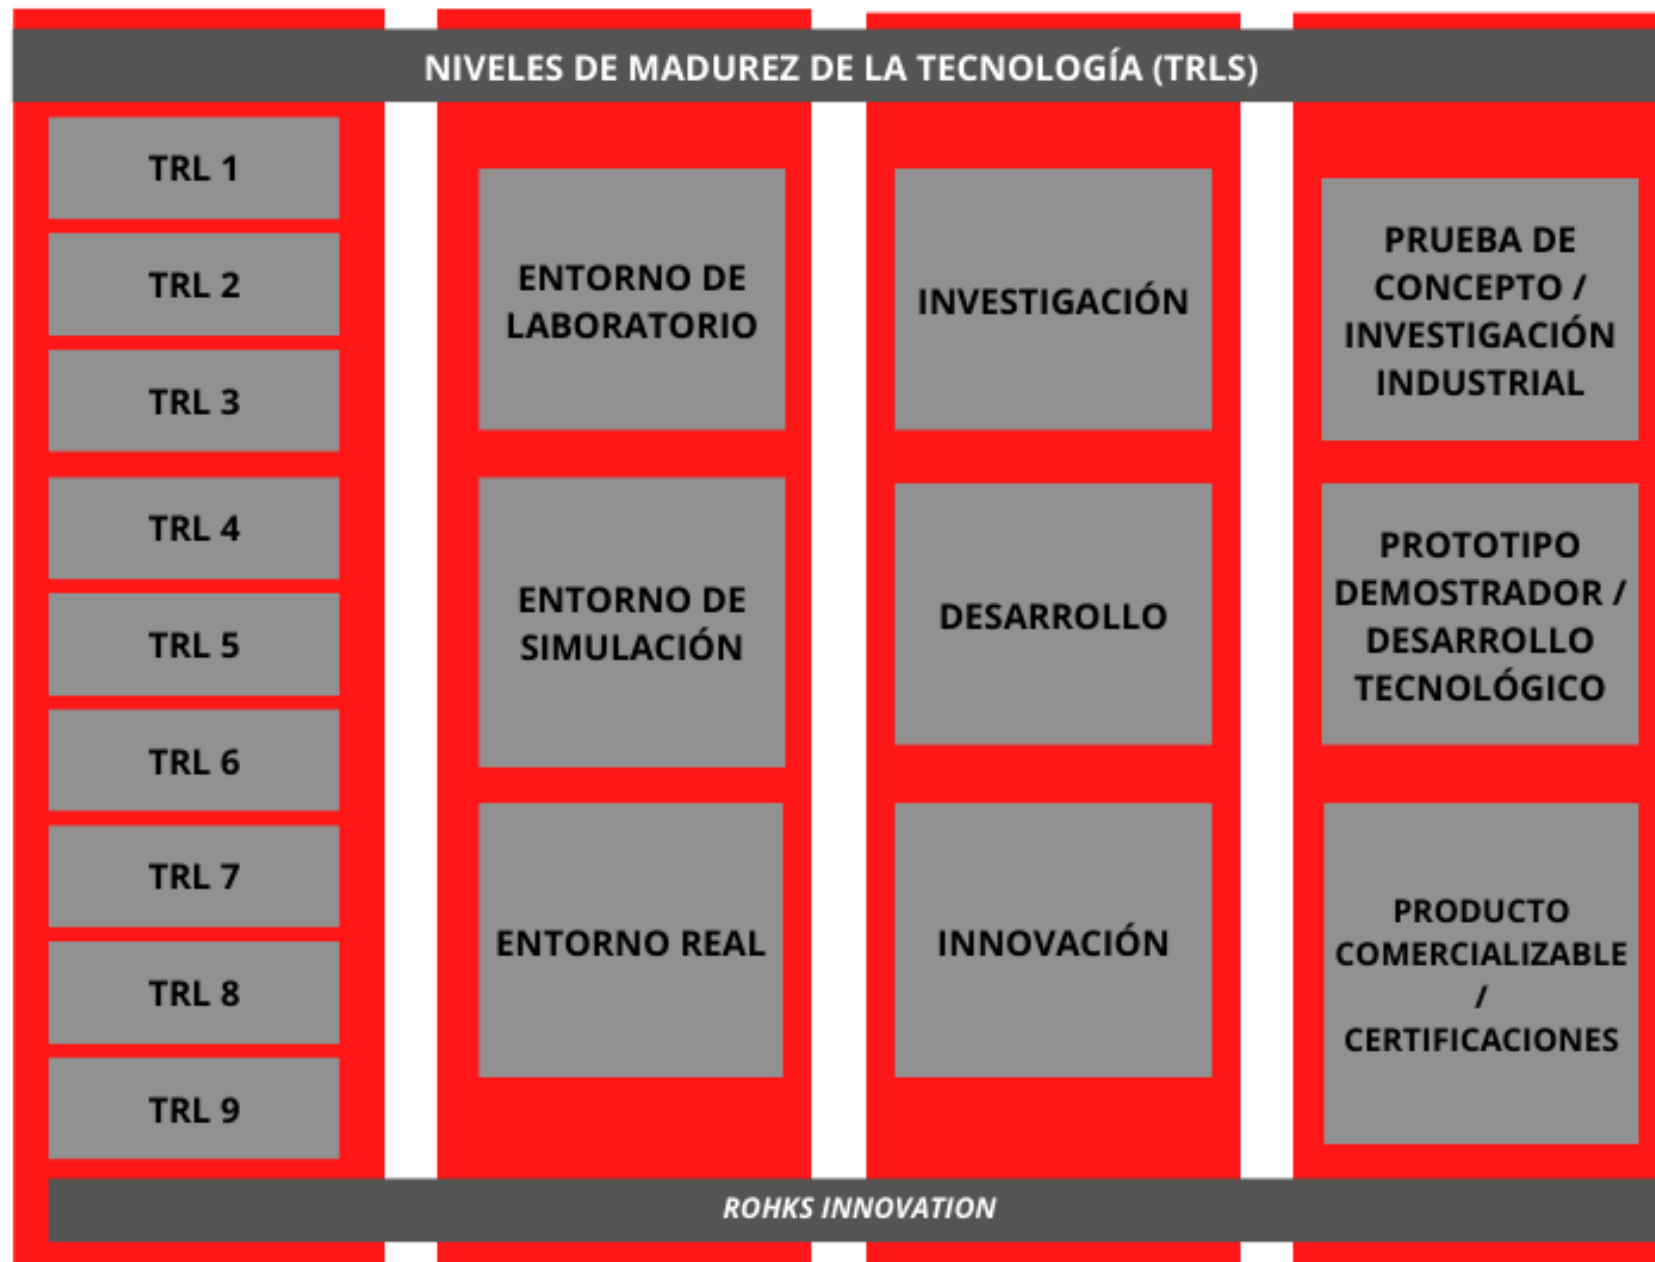 NIVELES DE MADUREZ DE LA TECNOLOGÍA (TRLS)
TRL 1
TRL 2
TRL 3
TRL 4
TRL 5
TRL 6
TRL 7
TRL 8
TRL 9
ENTORNO DE
LABORATORIO
ENTORNO DE
SIMULACIÓN
ENTORNO REAL
INVESTIGACIÓN
DESARROLLO
INNOVACIÓN
PRUEBA DE
CONCEPTO /
INVESTIGACIÓN
INDUSTRIAL
PROTOTIPO
DEMOSTRADOR /
DESARROLLO
TECNOLÓGICO
PRODUCTO
COMERCIALIZABLE
/
CERTIFICACIONES
ROHKS INNOVATION